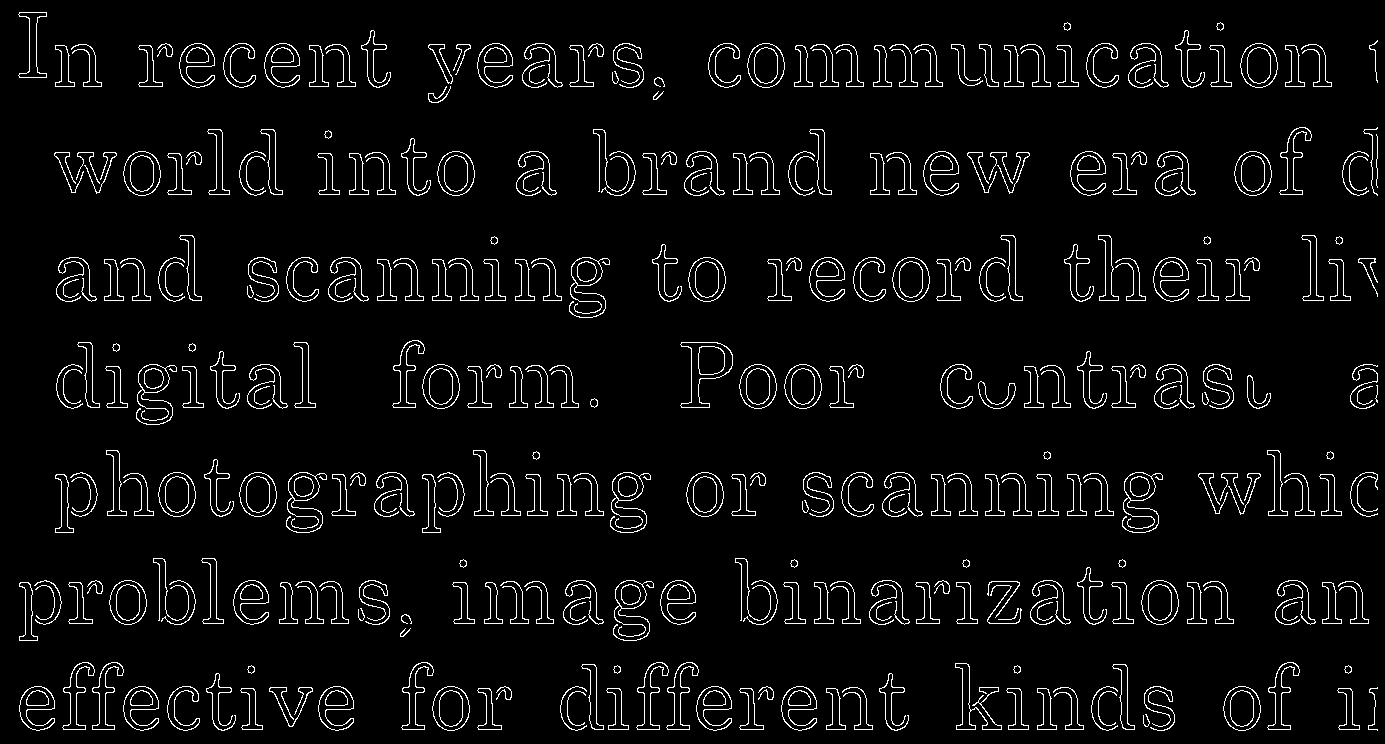 In recent years, communication
world into a brand new era of
and scanning to record their
digital form. Poor contrast
photographing or scanning
problems, image binarization
effective for different kinds of